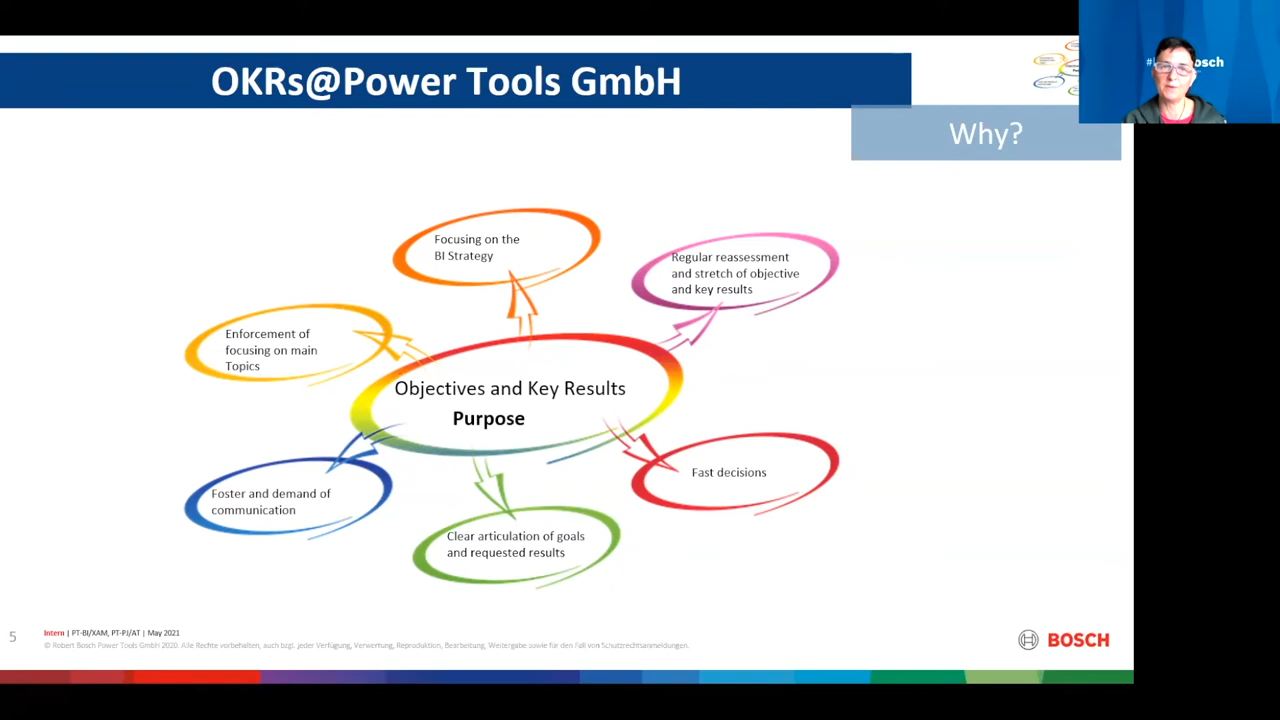 OKRs@Power Tools GmbH
Why?
Focusing on the
BI Strategy
Regular reassessment
and stretch of objective
and key results
Enforcement of
focusing on main
Topics
Objectives and Key Results
Purpose
Fast decisions
Foster and demand of
communication
Clear articulation of goals
and requested results
5
Intern | PT-BI/XAM, PT-PJ/AT | May 2021
© Robert Bosch Power Tools GmbH 2020. Alle Rechte vorbehalten, auch bzgl. jeder Verfügung, Verwertung, Reproduktion, Bearbeitung, Weitergabe sowie für den Fall von Schutzrechtsanmeldungen.
BOSCH